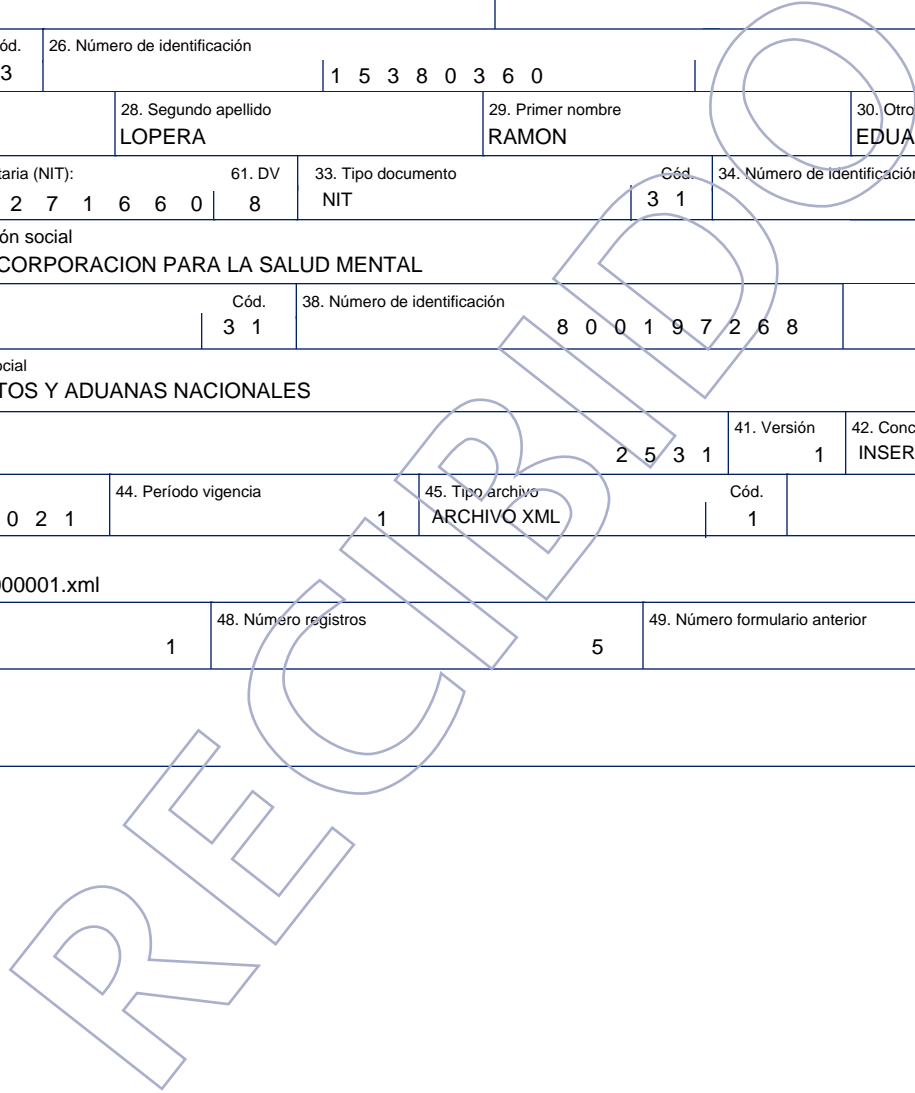 ód. 26. Número de identificación
3 1 5 3 8 0 3 6 0
28. Segundo apellido 29. Primer nombre 30. Otro
LOPERA RAMON EDUA
taria (NIT): 61. DV 33. Tipo documento Cód. 34. Número de identificación
2 7 1 6 6 0 8 NIT 3 1
ón social
CORPORACION PARA LA SALUD MENTAL
Cód. 38. Número de identificación
3 1 8 0 0 1 9 7 2 6 8
ocial
TOS Y ADUANAS NACIONALES
41. Versión 42. Conc
2 5 3 1 1 INSER
44. Período vigencia 45. Tipo archivo Cód.
0 2 1 1 ARCHIVO XML 1
000001.xml
48. Número registros 49. Número formulario anterior
1 5
RECIBIDO